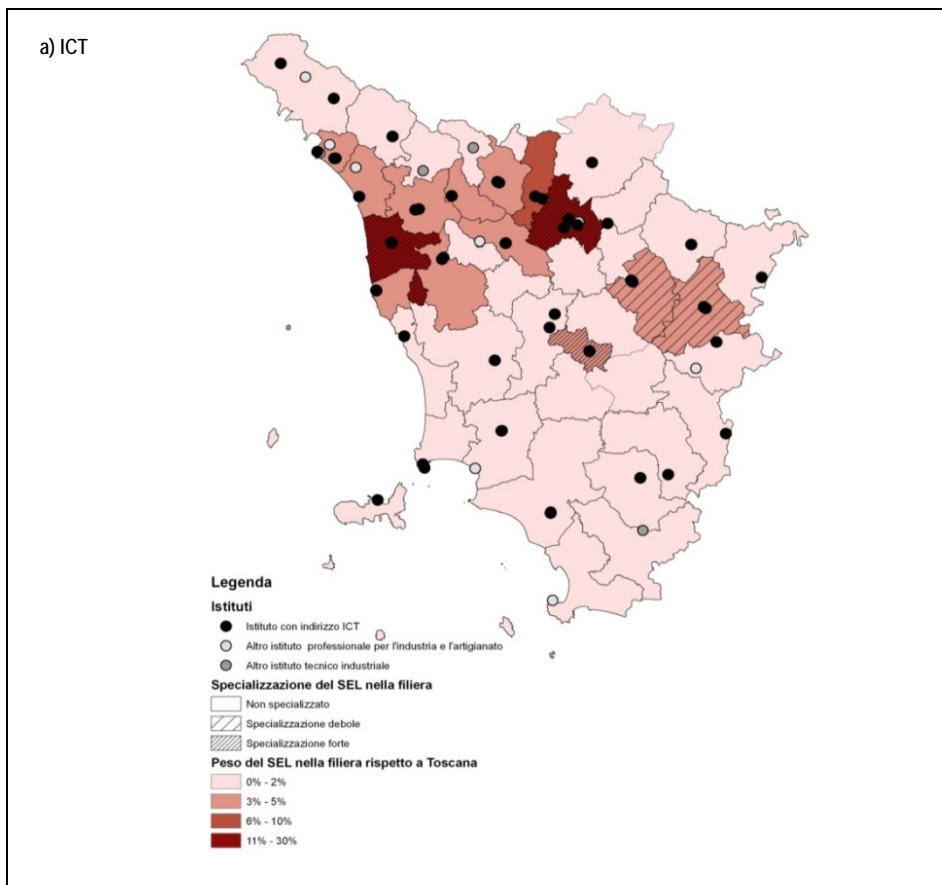 a) ICT
Legenda
Istituti
Istituto con indirizzo ICT
Altro istituto professionale per l'industria e l'artigianato
Altro istituto tecnico industriale
Specializzazione del SEL nella filiera
Non specializzato
Specializzazione debole
Specializzazione forte
Peso del SEL nella filiera rispetto a Toscana
0% - 2%
3% - 5%
6% - 10%
11% - 30%